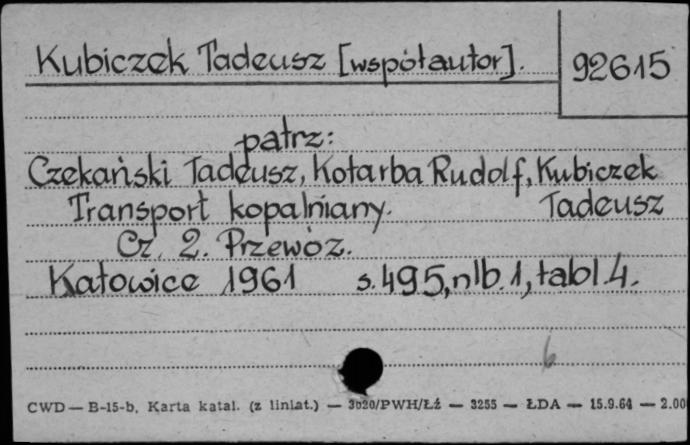 Kubiczek Tadeusz [współautor].
92615
patrz:
Czekański Tadeusz, Kotarba Rudolf, Kubiczek
Transport kopalniany. Tadeusz
Cz. 2. Przewóz.
Katowice 1961 s. 495, nlb. 1, tabl. 4.
b
CWD — B-15-b, Karta katal. (z liniat.) — 3020/PWH/Łź — 3255 — ŁDA — 15.9.64 — 2.00